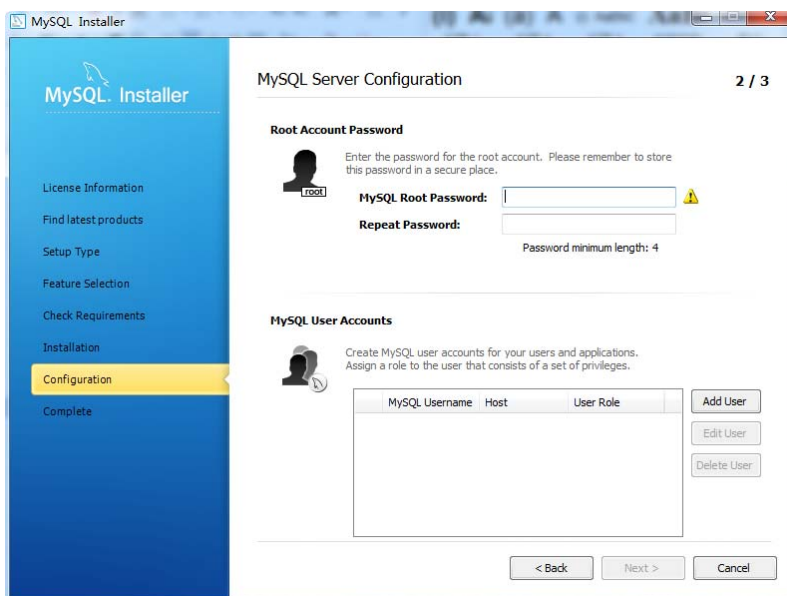 MySQL Installer
MySQL. Installer
License Information
Find latest products
Setup Type
Feature Selection
Check Requirements
Installation
Configuration
Complete
MySQL Server Configuration
2 / 3
Root Account Password
Enter the password for the root account. Please remember to store
this password in a secure place.
root
MySQL Root Password:
Repeat Password:
Password minimum length: 4
MySQL User Accounts
Create MySQL user accounts for your users and applications.
Assign a role to the user that consists of a set of privileges.
MySQL Username Host User Role
Add User
Edit User
Delete User
< Back Next > Cancel